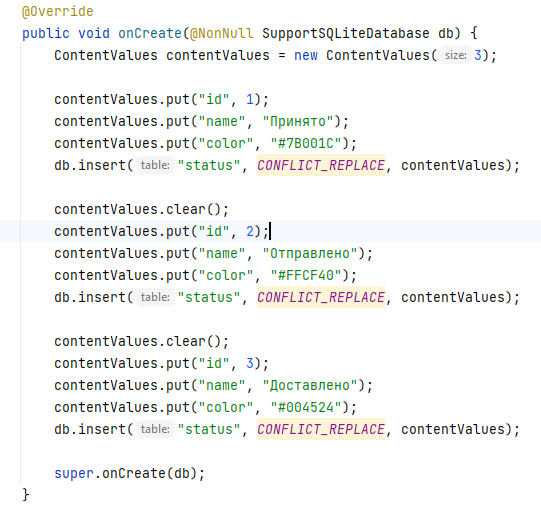 @Override
public void onCreate(@NonNull SupportSQLiteDatabase db) {
    ContentValues contentValues = new ContentValues( size: 3);

    contentValues.put("id", 1);
    contentValues.put("name", "Принято");
    contentValues.put("color", "#7B001C");
    db.insert( table: "status", CONFLICT_REPLACE, contentValues);

    contentValues.clear();
    contentValues.put("id", 2);
    contentValues.put("name", "Отправлено");
    contentValues.put("color", "#FFCF40");
    db.insert( table: "status", CONFLICT_REPLACE, contentValues);

    contentValues.clear();
    contentValues.put("id", 3);
    contentValues.put("name", "Доставлено");
    contentValues.put("color", "#004524");
    db.insert( table: "status", CONFLICT_REPLACE, contentValues);

    super.onCreate(db);
}